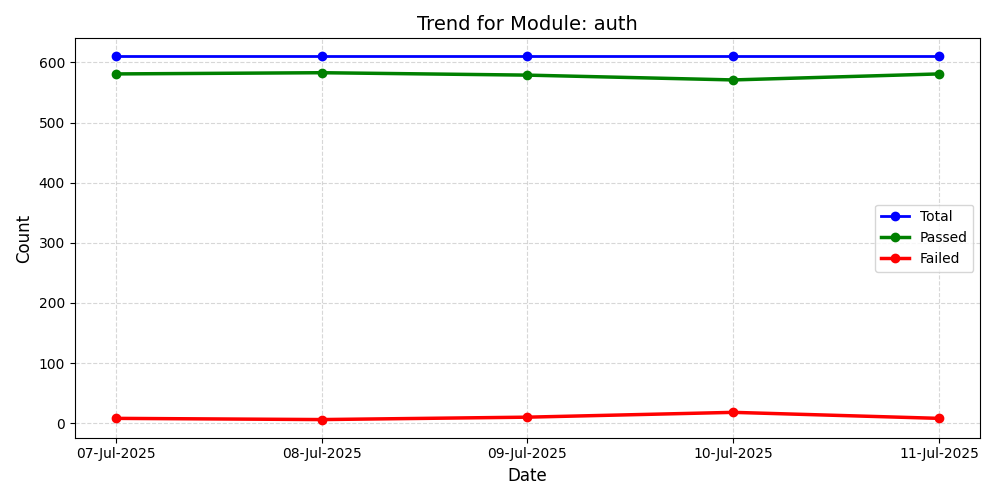 Trend for Module: auth
600
500
400
300
200
100
0
Count
Total
Passed
Failed
07-Jul-2025
08-Jul-2025
09-Jul-2025
10-Jul-2025
11-Jul-2025
Date